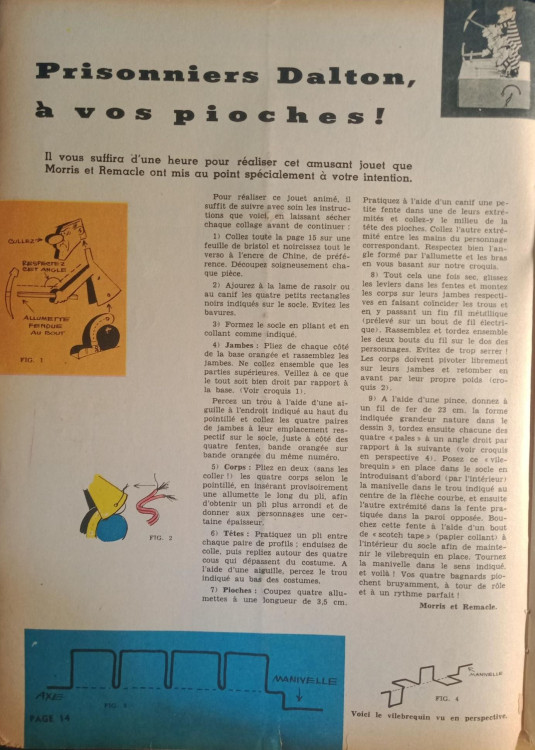 Prisonniers Dalton,
à vos pioches !
Il vous suffira d'une heure pour réaliser cet amusant jouet que
Morris et Remacle ont mis au point spécialement à votre intention.
COLLEZ
RESPECTEZ
CET ANGLE
ALLUMETTE
FENDUE
AU BOUT
FIG. 1
FIG. 2
Pour réaliser ce jouet animé, il
suffit de suivre avec soin les instruc-
tions que voici, en laissant sécher
chaque collage avant de continuer :
1) Collez toute la page 15 sur une
feuille de bristol et noircissez tout le
verso à l'encre de Chine, de préfé-
rence. Découpez soigneusement cha-
que pièce.
2) Ajourez à la lame de rasoir ou
au canif les quatre petits rectangles
noirs indiqués sur le socle. Evitez les
bavures.
3) Formez le socle en pliant et en
collant comme indiqué.
4) Jambes : Pliez de chaque côté
de la base orangée et rassemblez les
jambes. Ne collez ensemble que les
parties supérieures. Veillez à ce que
le tout soit bien droit par rapport à
la base. (Voir croquis 1).
Percez un trou à l'aide d'une ai-
guille à l'endroit indiqué au haut du
pointillé et collez les quatre paires
de jambes à leur emplacement res-
pectif sur le socle, juste à côté des
quatre fentes, bande orangée sur
bande orangée du même numéro.
5) Corps : Pliez en deux (sans les
coller !) les quatre corps selon le
pointillé, en insérant provisoirement
une allumette le long du pli, afin
d'obtenir un pli plus arrondi et de
donner aux personnages une cer-
taine épaisseur.
6) Têtes : Pratiquez un pli entre
chaque paire de profils ; enduisez de
colle, puis repliez autour des quatre
cous qui dépassent du costume. A
l'aide d'une aiguille, percez le trou
indiqué au bas des costumes.
7) Pioches : Coupez quatre allu-
mettes à une longueur de 3,5 cm.
Pratiquez à l'aide d'un canif une pe-
tite fente dans une de leurs extré-
mités et collez-y le milieu de la
tête des pioches. Collez l'autre extré-
mité entre les mains du personnage
correspondant. Respectez bien l'an-
gle formé par l'allumette et les bras
en vous basant sur notre croquis.
8) Tout cela une fois sec, glissez
les leviers dans les fentes et montez
les corps sur leurs jambes respecti-
ves en faisant coïncider les trous et
en y passant un fin fil métallique
(prélevé sur un bout de fil électri-
que). Rassemblez et tordez ensemble
les deux bouts du fil sur le dos des
personnages. Evitez de trop serrer !
Les corps doivent pivoter librement
sur leurs jambes et retomber en
avant par leur propre poids (cro-
quis 2).
9) A l'aide d'une pince, donnez à
un fil de fer de 23 cm. la forme
indiquée grandeur nature dans le
dessin 3, tordez ensuite chacune des
quatre « pales » à un angle droit par
rapport à la suivante (voir croquis
en perspective 4). Posez ce « vile-
brequin » en place dans le socle en
introduisant d'abord (par l'intérieur)
la manivelle dans le trou indiqué au
centre de la flèche courbe, et ensuite
l'autre extrémité dans la fente pra-
tiquée dans la paroi opposée. Bou-
chez cette fente à l'aide d'un bout
de « scotch tape » (papier collant) à
l'intérieur du socle afin de mainte-
nir le vilebrequin en place. Tournez
la manivelle dans le sens indiqué,
et voilà ! Vos quatre bagnards pio-
chent bruyamment, à tour de rôle
et à un rythme parfait !
Morris et Remacle.
AXE
MANIVELLE
PAGE 14
MANIVELLE
FIG. 4
Voici le vilebrequin vu en perspective.